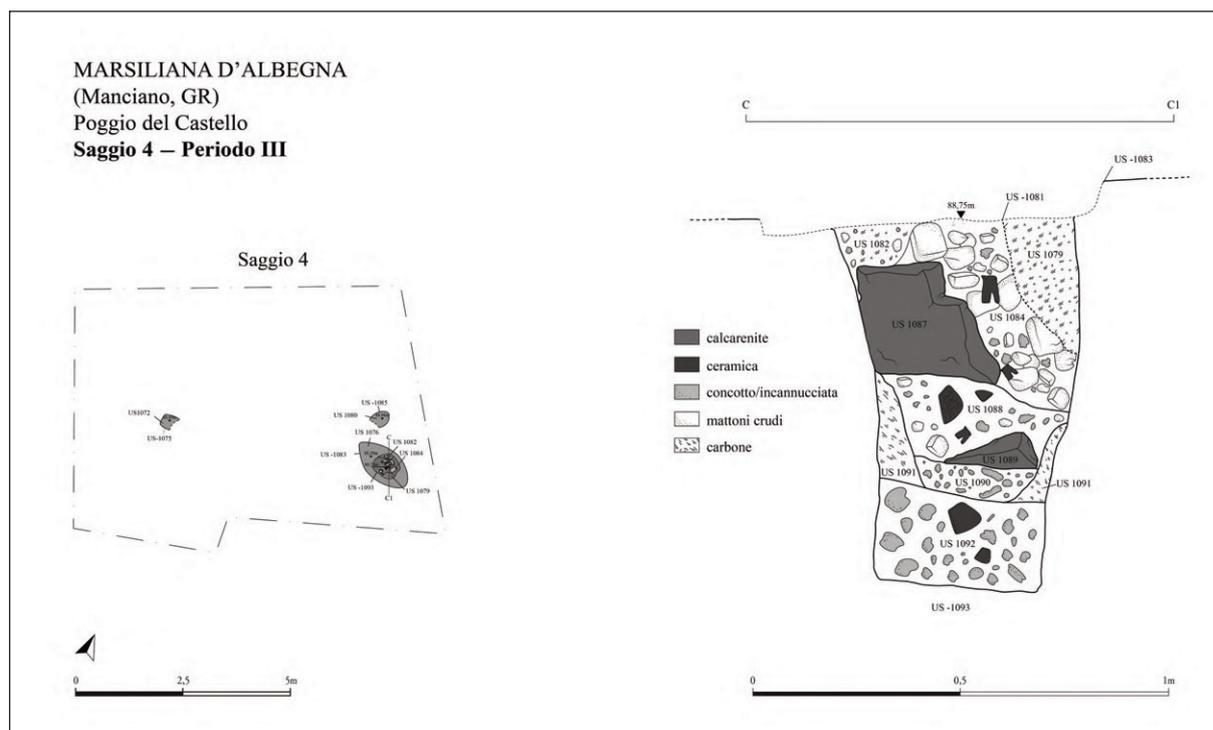 MARSILIANA D'ALBEGNA
(Manciano, GR)
Poggio del Castello
Saggio 4 – Periodo III
Saggio 4
US1072
US-1075
US -1085
US 1080
US 1076
C
US 1082
US -1083
US 1084
US -1093
US 1079
C1
0
2,5
5m
C
C1
US -1083
US -1081
88,75m
US 1082
US 1079
US 1084
US 1087
calcarenite
ceramica
concotto/incannucciata
mattoni crudi
carbone
US 1088
US 1089
US 1091
US 1090
US 1091
US 1092
US -1093
0
0,5
1m